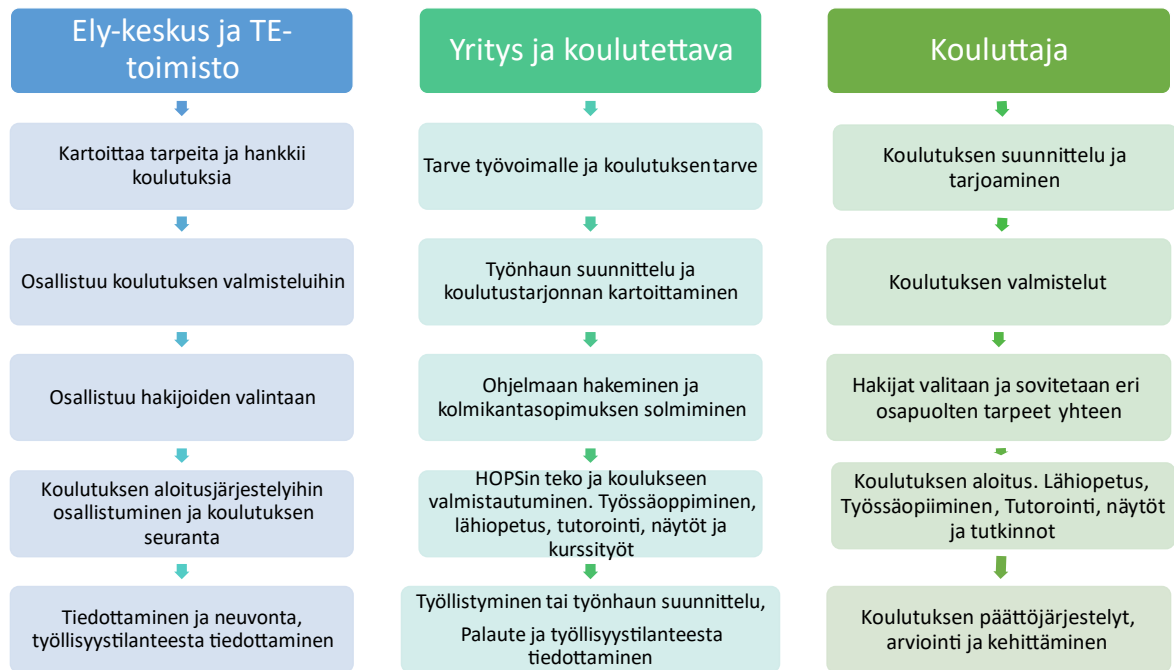 Ely-keskus ja TE-
toimisto
Kartoittaa tarpeita ja hankkii
koulutuksia
Osallistuu koulutuksen valmisteluihin
Osallistuu hakijoiden valintaan
Koulutuksen aloitusjärjestelyihin
osallistuminen ja koulutuksen
seuranta
Tiedottaminen ja neuvonta,
työllisyystilanteesta tiedottaminen
Yritys ja koulutettava
Tarve työvoimalle ja koulutuksen tarve
Työnhaun suunnittelu ja
koulutustarjonnan kartoittaminen
Ohjelmaan hakeminen ja
kolmikantasopimuksen solmiminen
HOPSin teko ja koulukseen
valmistautuminen. Työssäoppiminen,
lähiopetus, tutorointi, näytöt ja
kurssityöt
Työllistyminen tai työnhaun suunnittelu,
Palaute ja työllisyystilanteesta
tiedottaminen
Kouluttaja
Koulutuksen suunnittelu ja
tarjoaminen
Koulutuksen valmistelut
Hakijat valitaan ja sovitetaan eri
osapuolten tarpeet yhteen
Koulutuksen aloitus. Lähiopetus,
Työssäopiiminen, Tutorointi, näytöt
ja tutkinnot
Koulutuksen päättöjärjestelyt,
arviointi ja kehittäminen